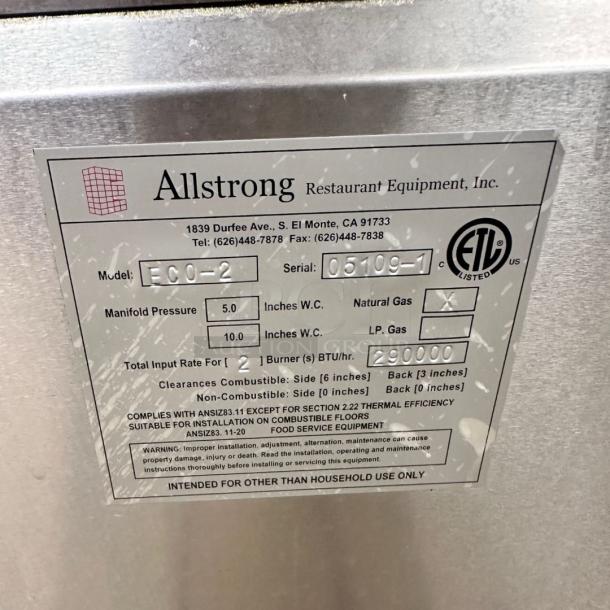 Allstrong Restaurant Equipment, Inc.
1839 Durfee Ave., S. El Monte, CA 91733
Tel: (626)448-7878 Fax: (626)448-7838
Model: ECO-2 Serial: 05109-1
C ETL® US
LISTED
Manifold Pressure 5.0 Inches W.C. Natural Gas X
10.0 Inches W.C. LP. Gas
AUCTION GROUP
Total Input Rate For [ 2 ] Burner (s) BTU/hr. 290000
Clearances Combustible: Side [6 inches] Back [3 inches]
Non-Combustible: Side [0 inches] Back [0 inches]
COMPLIES WITH ANSIZ83.11 EXCEPT FOR SECTION 2.22 THERMAL EFFICIENCY
SUITABLE FOR INSTALLATION ON COMBUSTIBLE FLOORS
ANSIZ83. 11-20 FOOD SERVICE EQUIPMENT
WARNING: Improper installation, adjustment, alternation, maintenance can cause
property damage, injury or death. Read the installation, operating and maintenance
instructions thoroughly before installing or servicing this equipment.
INTENDED FOR OTHER THAN HOUSEHOLD USE ONLY